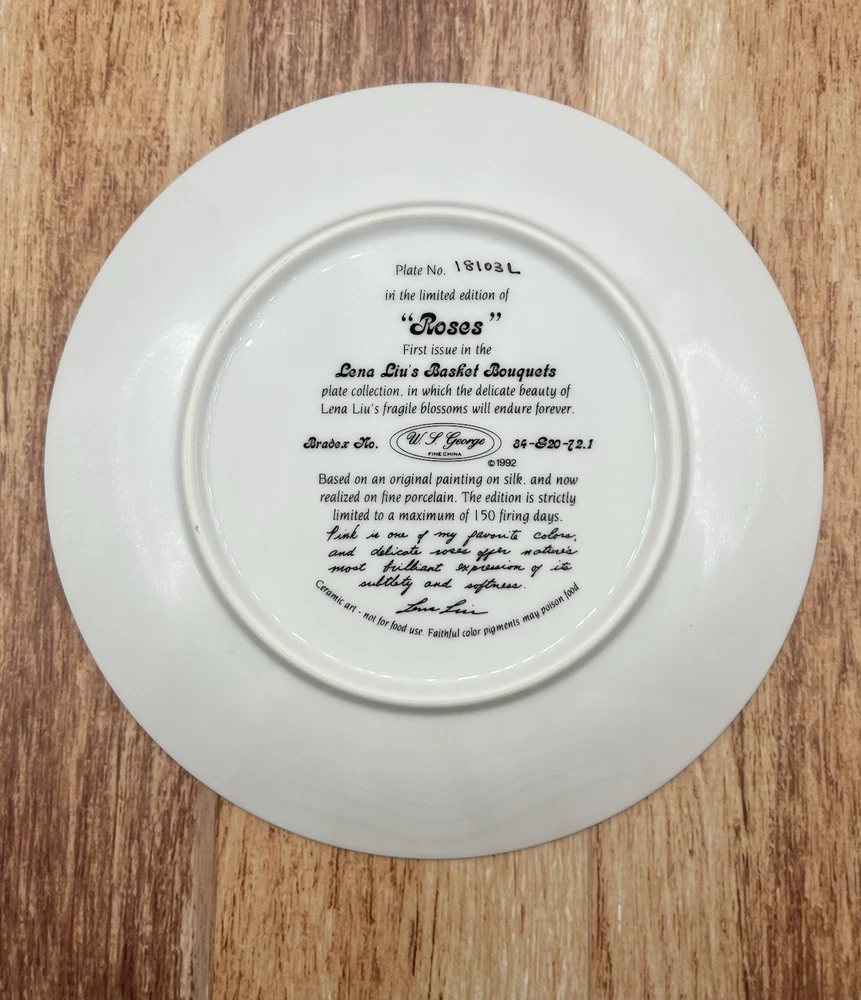 Plate No. 18103L
in the limited edition of
"Roses"
First issue in the
Lena Liu's Basket Bouquets
plate collection, in which the delicate beauty of
Lena Liu's fragile blossoms will endure forever.
Bradex No. W. S. George 84-G20-72.1
FINE CHINA
©1992
Based on an original painting on silk, and now
realized on fine porcelain. The edition is strictly
limited to a maximum of 150 firing days.
Pink is one of my favorite colors,
and delicate roses offer nature's
most brilliant expression of its
subtlety and softness.
Lena Liu
Ceramic art - not for food use. Faithful color pigments may poison food